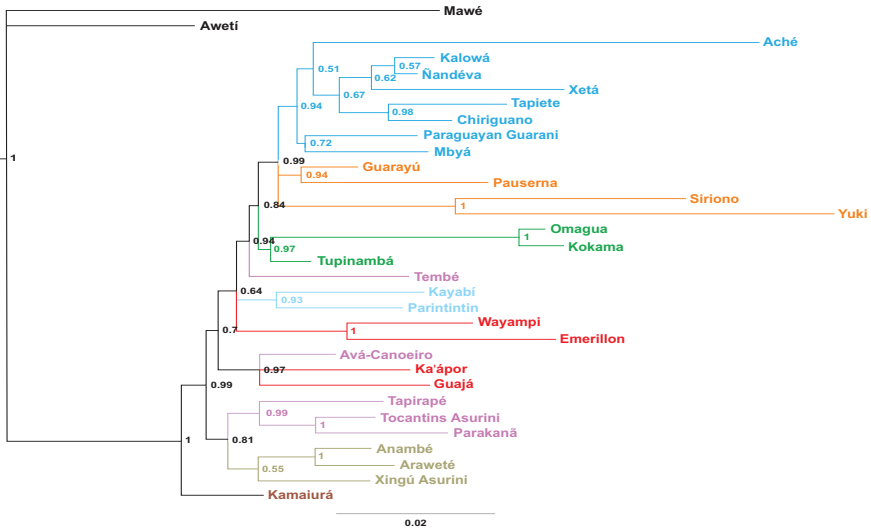 Mawé
Awetí
Aché
0.51
Kalowá
0.57
Ñandéva
0.62
Xetá
0.67
Tapiete
0.94
0.98
Chiriguano
Paraguayan Guarani
0.72
Mbyá
1
0.99
Guarayú
0.94
Pauserna
Siriono
0.84
1
Yuki
Omagua
1
0.94
0.97
Kokama
Tupinambá
Tembé
0.64
Kayabí
0.93
Parintintin
Wayampi
0.7
1
Emerillon
Avá-Canoeiro
0.97
Ka'ápor
0.99
Guajá
Tapirapé
0.99
Tocantins Asurini
1
Parakanã
1
0.81
Anambé
1
Araweté
0.55
Xingú Asurini
Kamaiurá
0.02